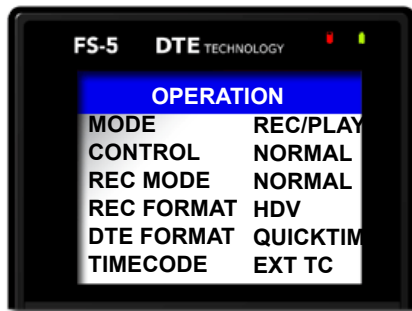 FS-5 DTE TECHNOLOGY
OPERATION
MODE REC/PLAY
CONTROL NORMAL
REC MODE NORMAL
REC FORMAT HDV
DTE FORMAT QUICKTIM
TIMECODE EXT TC